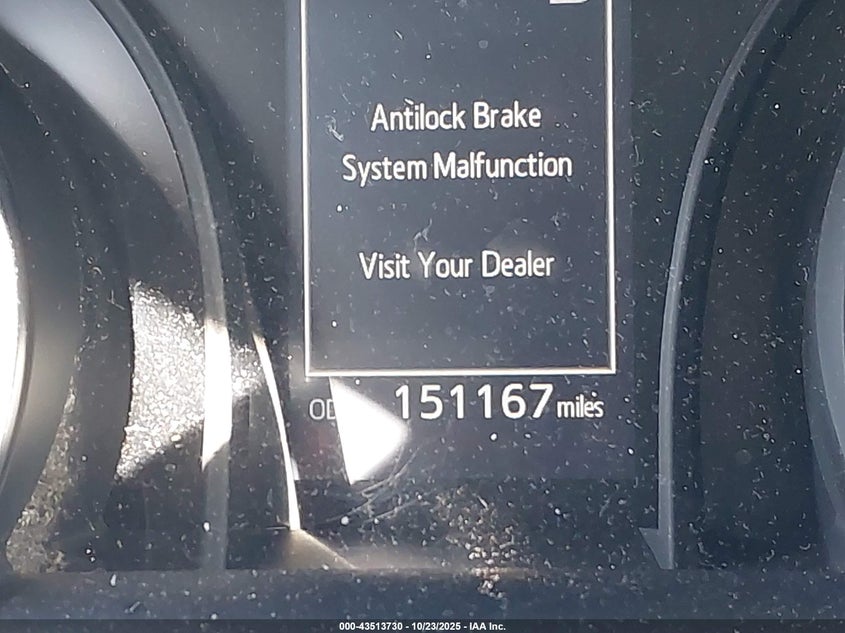 Antilock Brake
System Malfunction
Visit Your Dealer
151167 miles
000-43513730 - 10/23/2025 - IAA Inc.